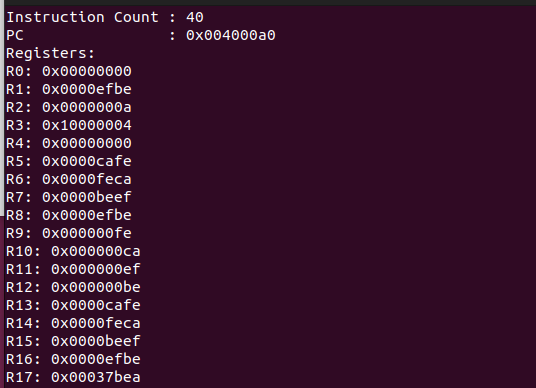 Instruction Count : 40
PC                : 0x004000a0
Registers:
R0: 0x00000000
R1: 0x0000efbe
R2: 0x0000000a
R3: 0x10000004
R4: 0x00000000
R5: 0x0000cafe
R6: 0x0000feca
R7: 0x0000beef
R8: 0x0000efbe
R9: 0x000000fe
R10: 0x000000ca
R11: 0x000000ef
R12: 0x000000be
R13: 0x0000cafe
R14: 0x0000feca
R15: 0x0000beef
R16: 0x0000efbe
R17: 0x00037bea